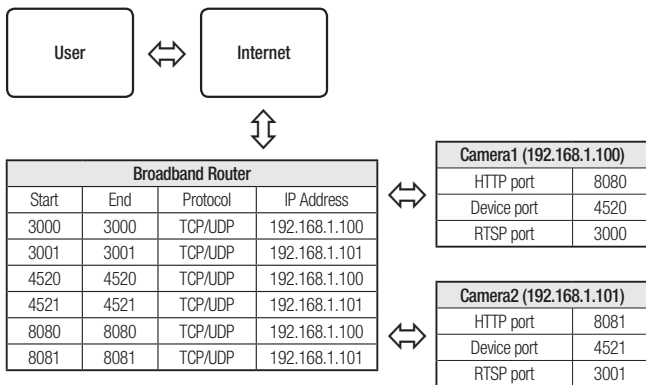 User
Internet
Broadband Router
Start End Protocol IP Address
3000 3000 TCP/UDP 192.168.1.100
3001 3001 TCP/UDP 192.168.1.101
4520 4520 TCP/UDP 192.168.1.100
4521 4521 TCP/UDP 192.168.1.101
8080 8080 TCP/UDP 192.168.1.100
8081 8081 TCP/UDP 192.168.1.101
Camera1 (192.168.1.100)
HTTP port 8080
Device port 4520
RTSP port 3000
Camera2 (192.168.1.101)
HTTP port 8081
Device port 4521
RTSP port 3001